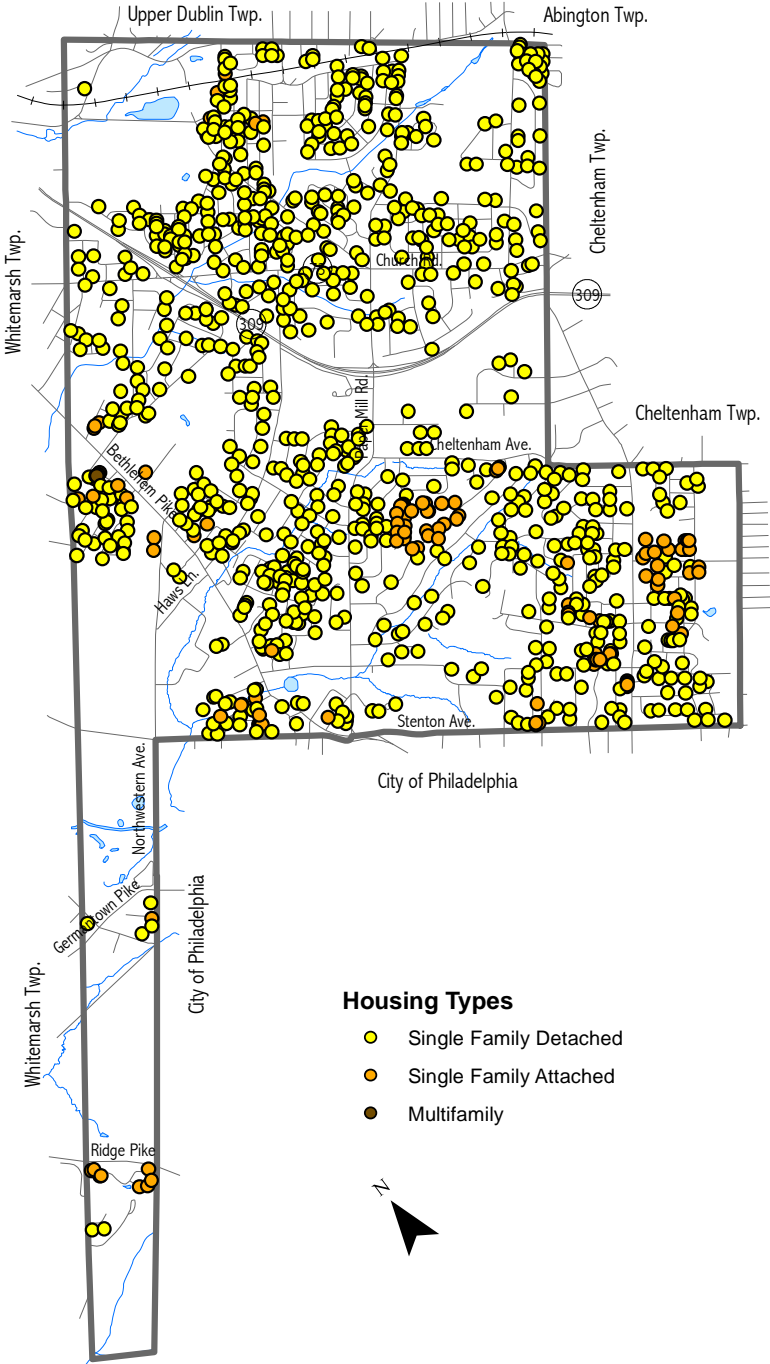 Upper Dublin Twp.
Abington Twp.
Cheltenham Twp.
Whitemarsh Twp.
Church Rd.
309
309
Mill Rd.
Cheltenham Twp.
Cheltenham Ave.
Bethlehem Pike
Haws Ln.
Stenton Ave.
Northwestern Ave.
City of Philadelphia
Germantown Pike
City of Philadelphia
Whitemarsh Twp.
Housing Types
Single Family Detached
Single Family Attached
Multifamily
Ridge Pike
N